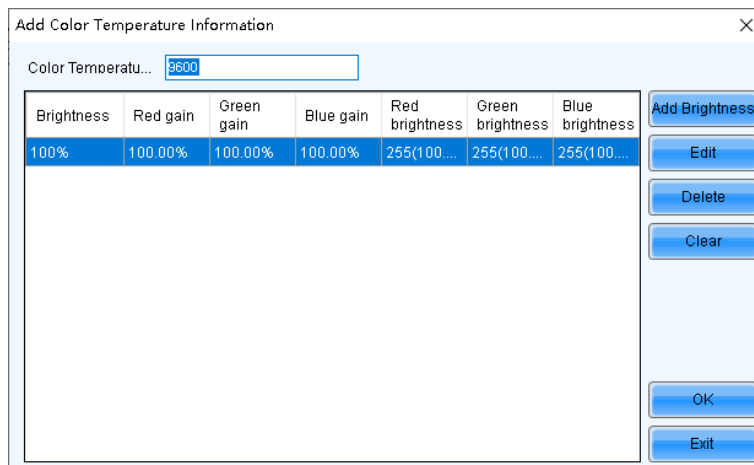 Add Color Temperature Information
Color Temperatu... 9600
Brightness Red gain Green gain Blue gain Red brightness Green brightness Blue brightness
100% 100.00% 100.00% 100.00% 255(100.... 255(100.... 255(100....
Add Brightness
Edit
Delete
Clear
OK
Exit